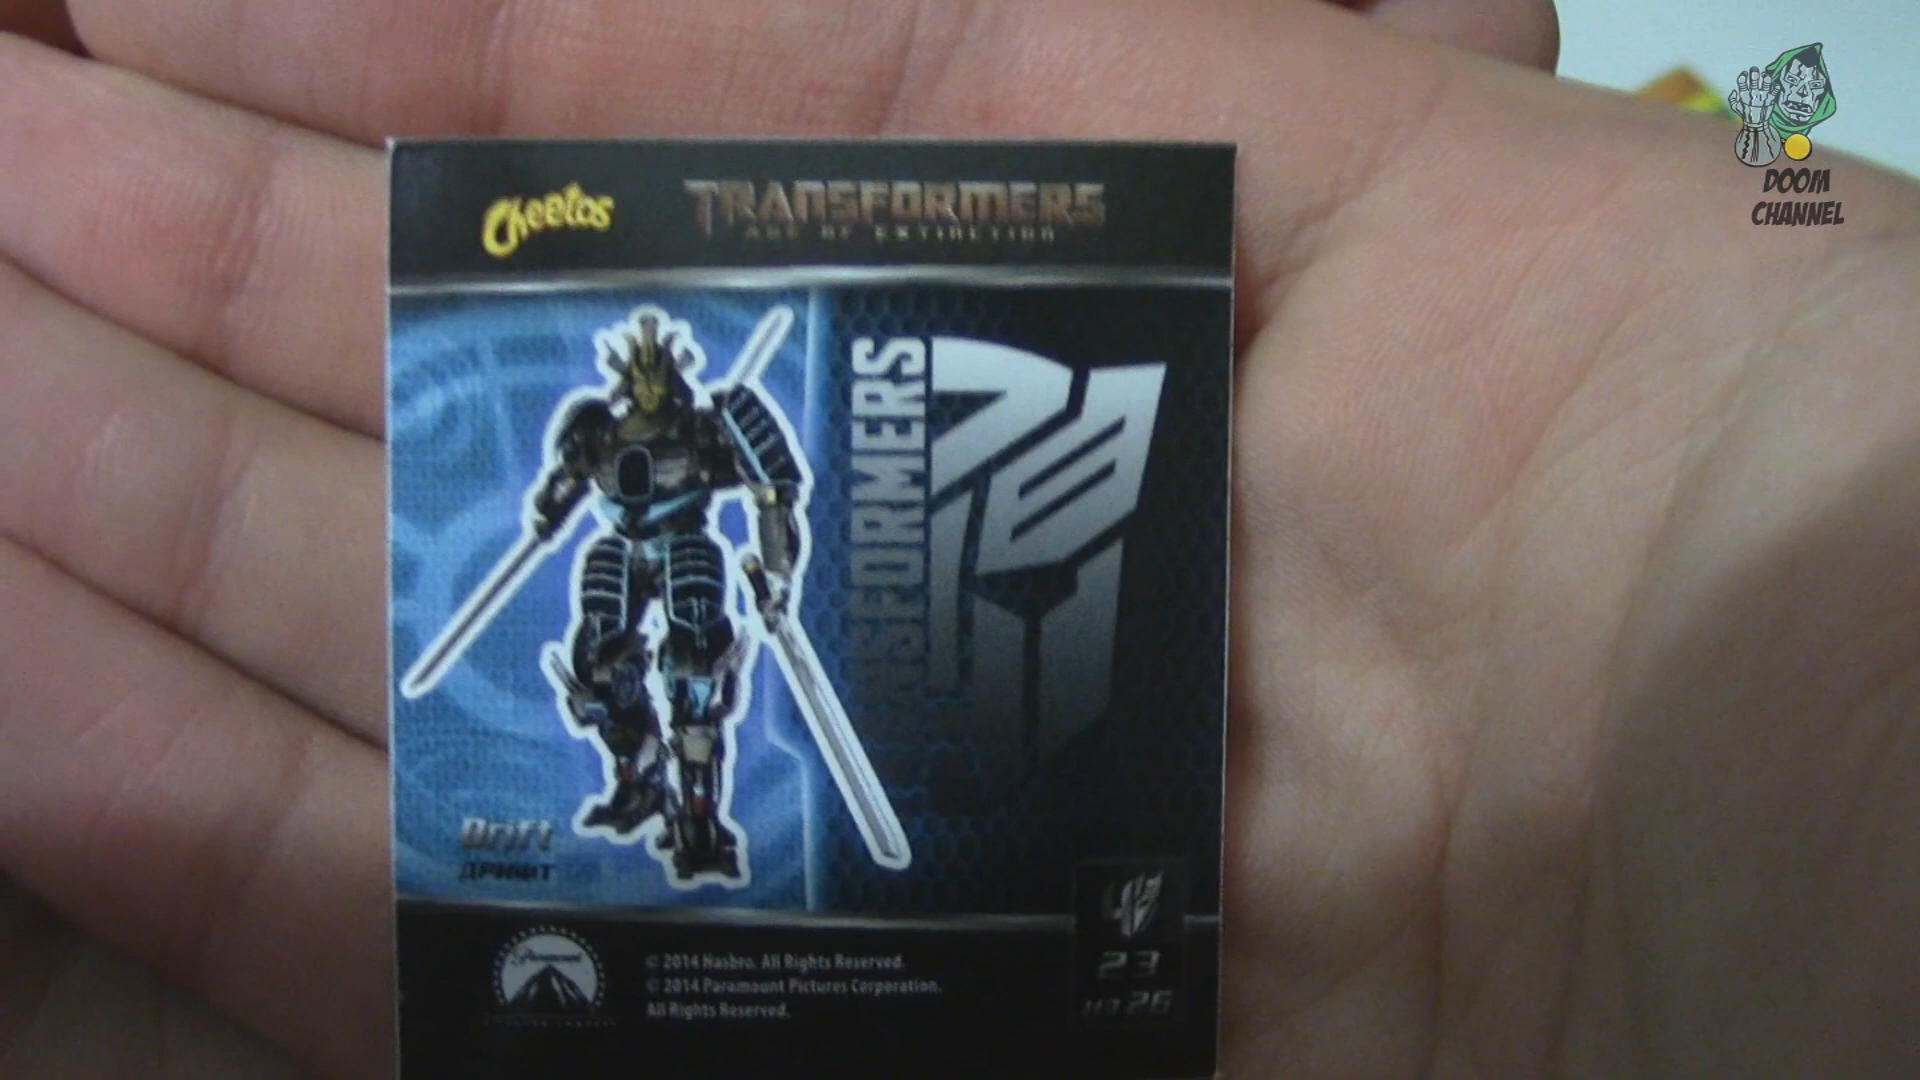 Cheetos
TRANSFORMERS
AGE OF EXTINCTION
TRANSFORMERS
Drift
ДРИФТ
Paramount
© 2014 Hasbro. All Rights Reserved.
© 2014 Paramount Pictures Corporation.
All Rights Reserved.
23
ИЗ 26
DOOM
CHANNEL